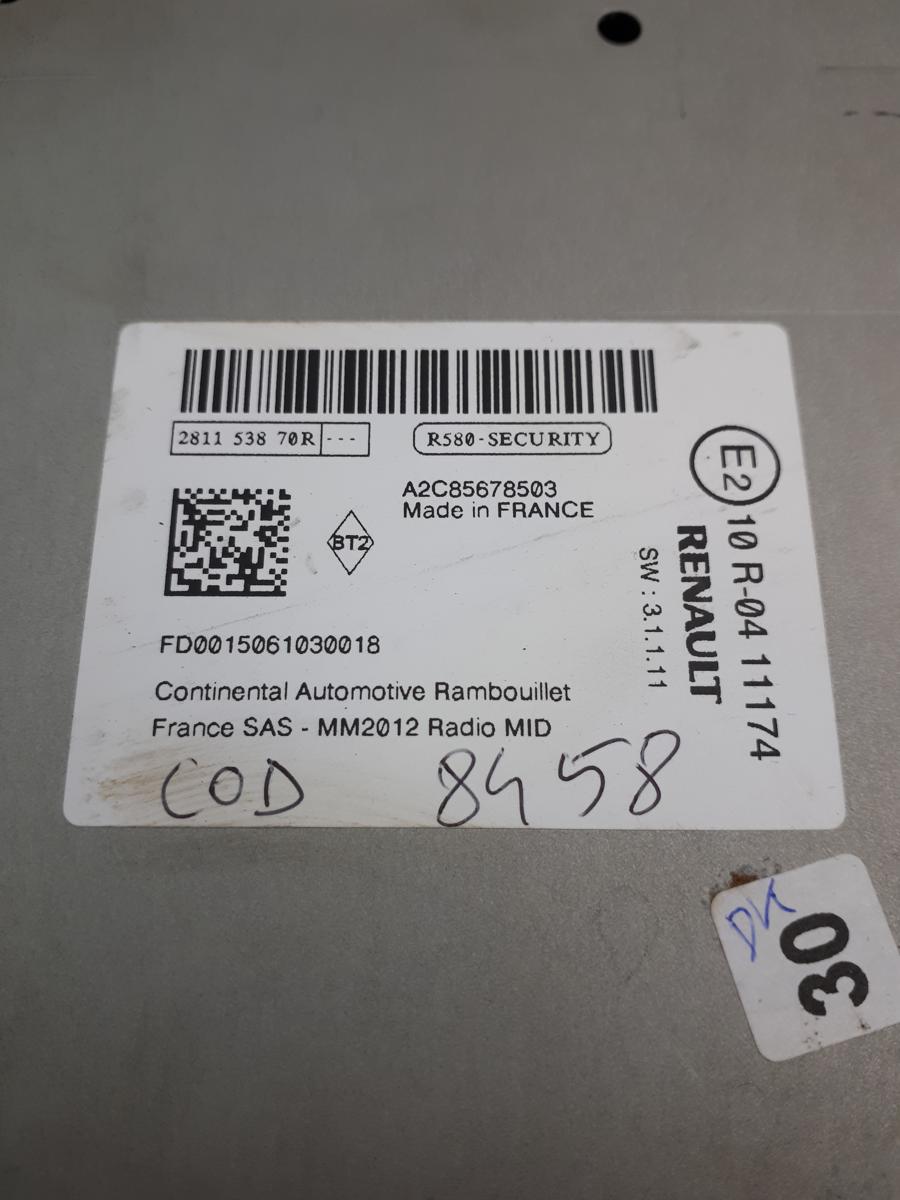 2811 538 70R ---
R580-SECURITY
A2C85678503
Made in FRANCE
BT2
E2
10 R-04 11174
RENAULT
SW : 3.1.1.11
FD0015061030018
Continental Automotive Rambouillet
France SAS - MM2012 Radio MID
COD 8458
DK
30